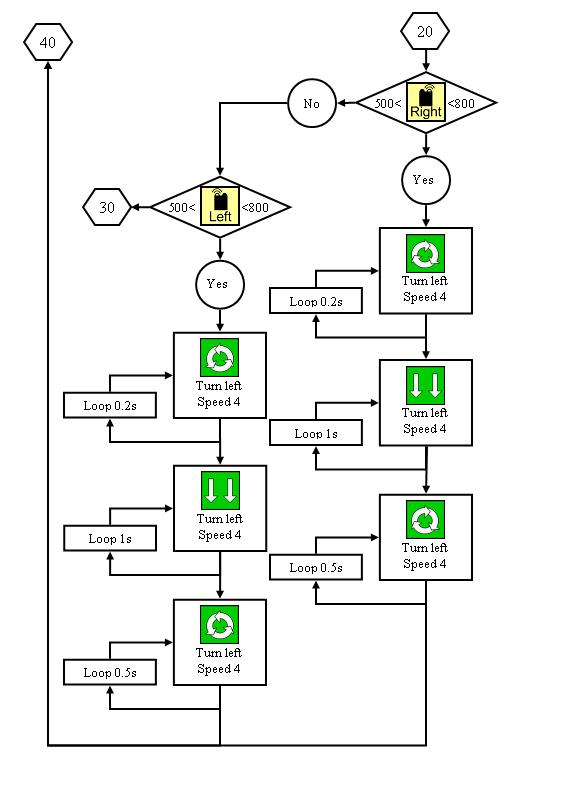 40
20
No
500<
Right
<800
Yes
30
500<
Left
<800
Yes
Turn left
Speed 4
Loop 0.2s
Turn left
Speed 4
Loop 0.2s
Turn left
Speed 4
Loop 1s
Turn left
Speed 4
Loop 1s
Turn left
Speed 4
Loop 0.5s
Turn left
Speed 4
Loop 0.5s